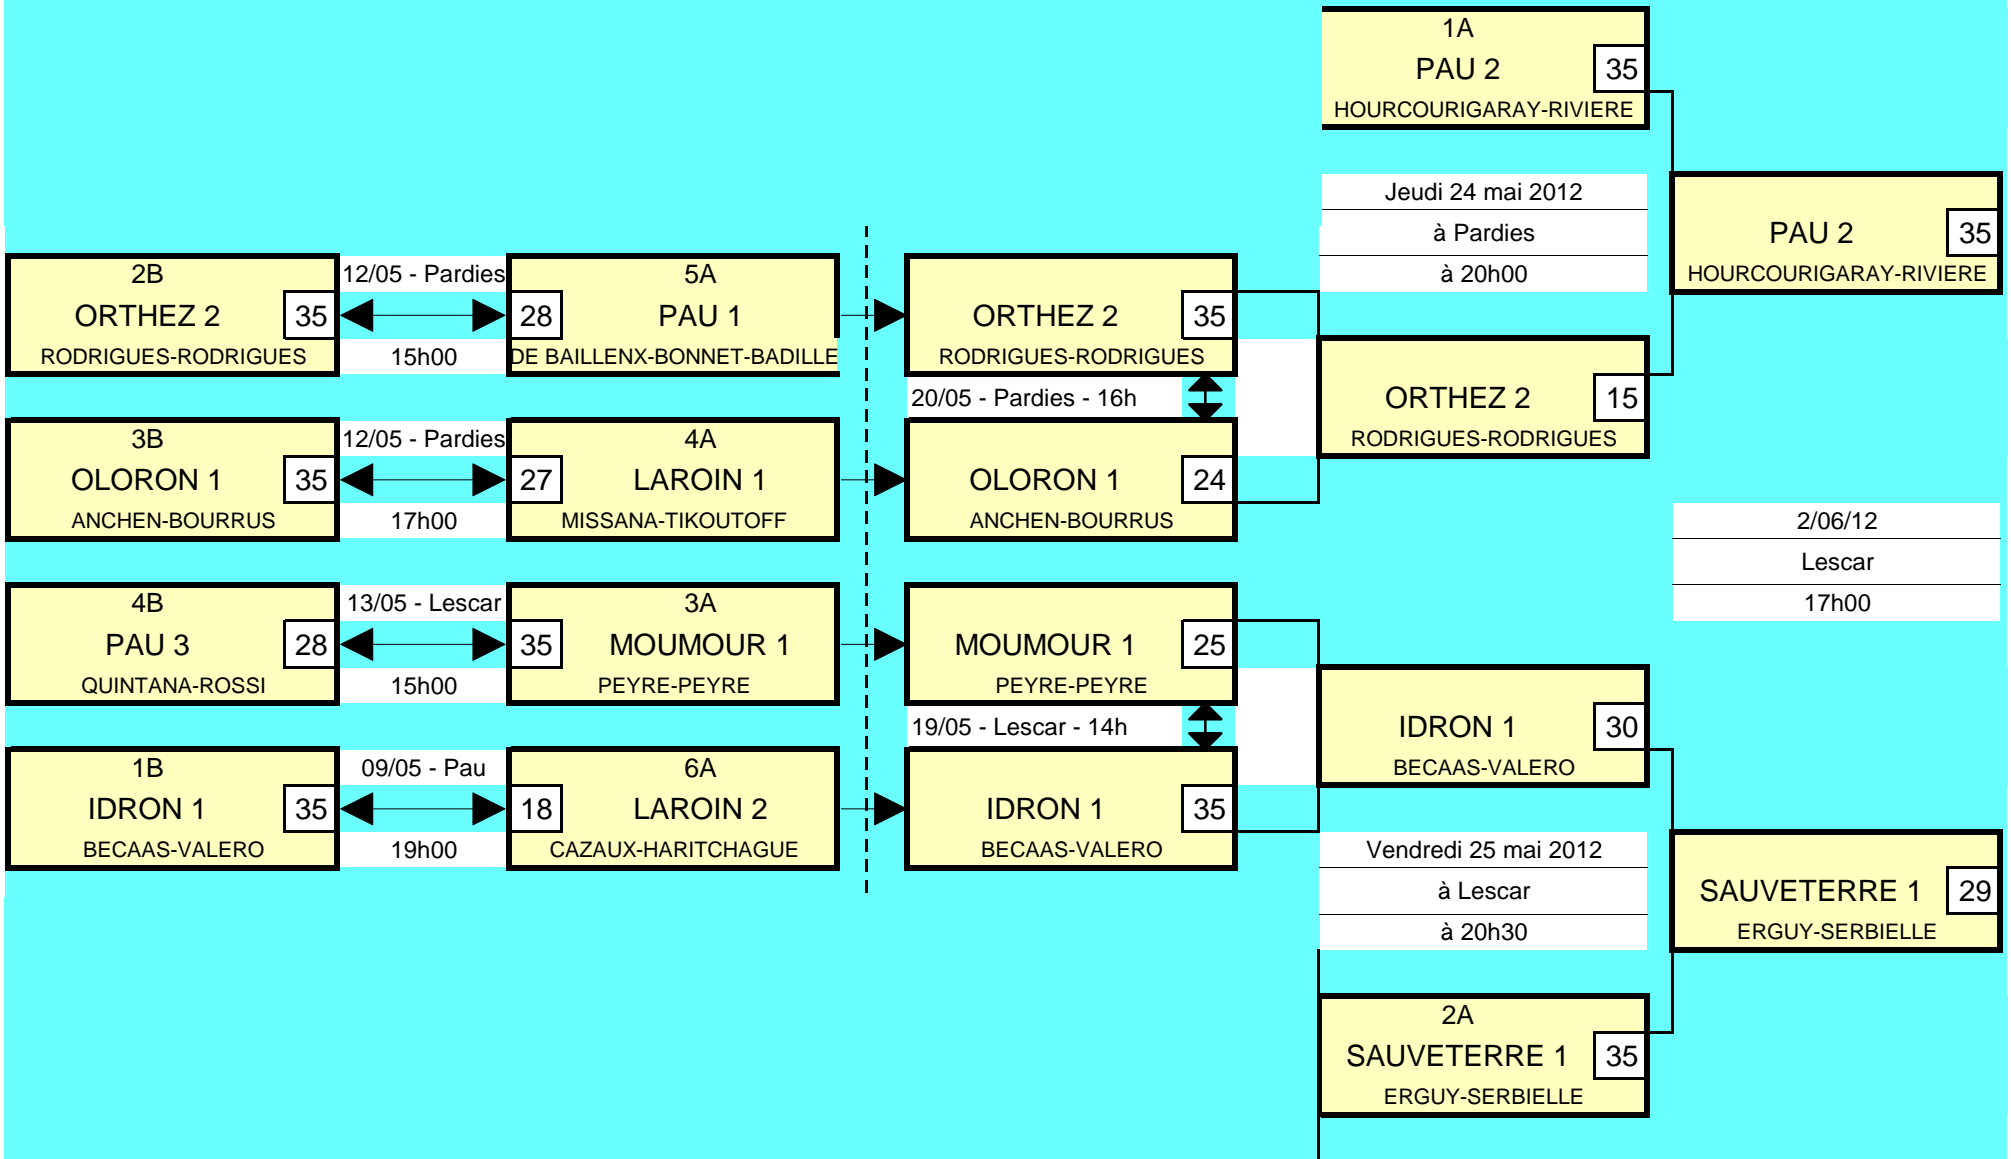 1A
PAU 2
35
HOURCOURIGARAY-RIVIERE
Jeudi 24 mai 2012
à Pardies
à 20h00
PAU 2
35
HOURCOURIGARAY-RIVIERE
2B
ORTHEZ 2
35
RODRIGUES-RODRIGUES
12/05 - Pardies
15h00
5A
28
PAU 1
DE BAILLENX-BONNET-BADILLE
ORTHEZ 2
35
RODRIGUES-RODRIGUES
20/05 - Pardies - 16h
ORTHEZ 2
15
RODRIGUES-RODRIGUES
3B
OLORON 1
35
ANCHEN-BOURRUS
12/05 - Pardies
17h00
4A
27
LAROIN 1
MISSANA-TIKOUTOFF
OLORON 1
24
ANCHEN-BOURRUS
2/06/12
Lescar
17h00
4B
PAU 3
28
QUINTANA-ROSSI
13/05 - Lescar
15h00
3A
35
MOUMOUR 1
PEYRE-PEYRE
MOUMOUR 1
25
PEYRE-PEYRE
19/05 - Lescar - 14h
IDRON 1
30
BECAAS-VALERO
1B
IDRON 1
35
BECAAS-VALERO
09/05 - Pau
19h00
6A
18
LAROIN 2
CAZAUX-HARITCHAGUE
IDRON 1
35
BECAAS-VALERO
Vendredi 25 mai 2012
à Lescar
à 20h30
SAUVETERRE 1
29
ERGUY-SERBIELLE
2A
SAUVETERRE 1
35
ERGUY-SERBIELLE